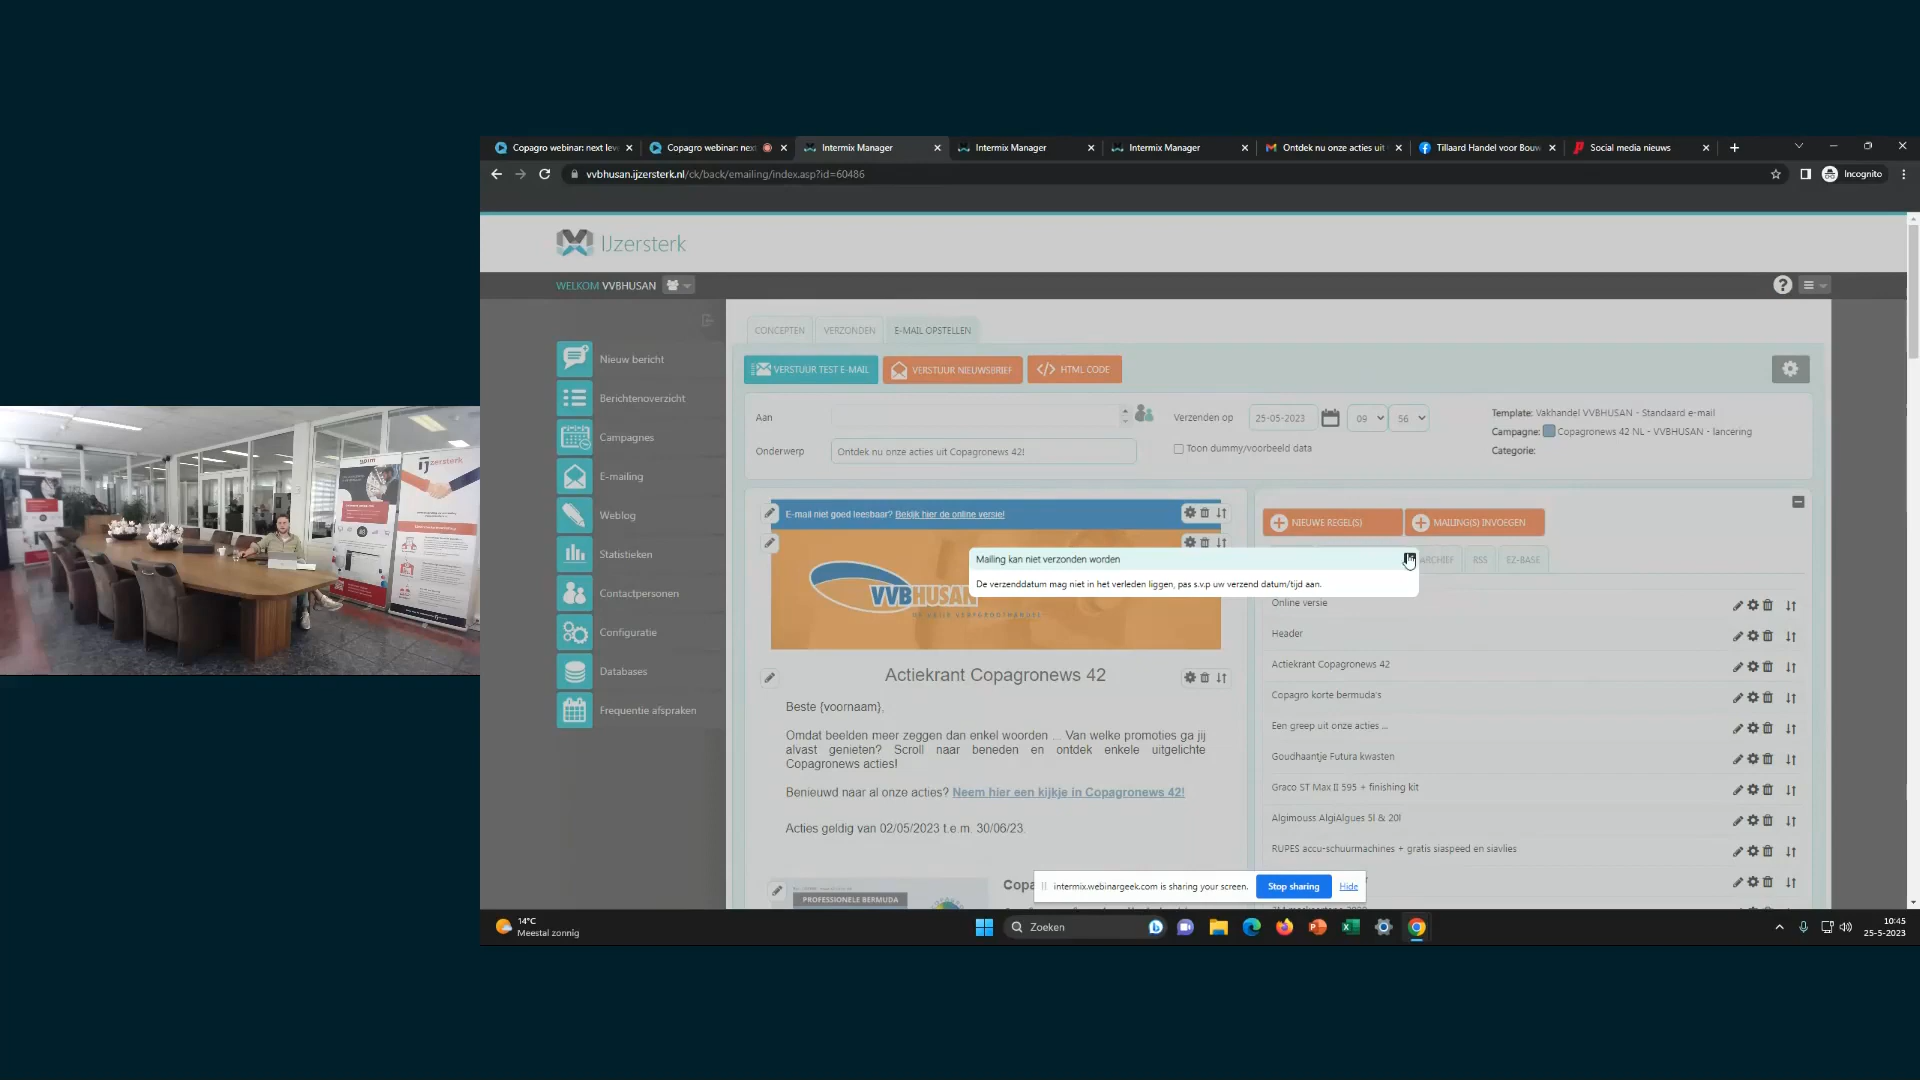 Copagro webinar: next lev
Copagro webinar: nex
Intermix Manager
Intermix Manager
Intermix Manager
Ontdek nu onze acties uit
Tillaard Handel voor Bouw
Social media nieuws
vvbhusan.ijzersterk.nl/ck/back/emailing/index.asp?id=60486
Incognito
IJzersterk
WELKOM VVBHUSAN
CONCEPTEN
VERZONDEN
E-MAIL OPSTELLEN
Nieuw bericht
Berichtenoverzicht
Campagnes
E-mailing
Weblog
Statistieken
Contactpersonen
Configuratie
Databases
Frequentie afspraken
VERSTUUR TEST E-MAIL
VERSTUUR NIEUWSBRIEF
HTML CODE
Aan
Verzenden op
25-05-2023
09
56
Onderwerp
Ontdek nu onze acties uit Copagronews 42!
Toon dummy/voorbeeld data
Template: Vakhandel VVBHUSAN - Standaard e-mail
Campagne: Copagronews 42 NL - VVBHUSAN - lancering
Categorie:
E-mail niet goed leesbaar? Bekijk hier de online versie!
VVBHUSAN
Mailing kan niet verzonden worden
De verzenddatum mag niet in het verleden liggen, pas s.v.p uw verzend datum/tijd aan.
Actiekrant Copagronews 42
Beste {voornaam},
Omdat beelden meer zeggen dan enkel woorden ... Van welke promoties ga jij
alvast genieten? Scroll naar beneden en ontdek enkele uitgelichte
Copagronews acties!
Benieuwd naar al onze acties? Neem hier een kijkje in Copagronews 42!
Acties geldig van 02/05/2023 t.e.m. 30/06/23.
PROFESSIONELE BERMUDA
Copa
NIEUWE REGEL(S)
MAILING(S) INVOEGEN
ARCHIEF
RSS
EZ-BASE
Online versie
Header
Actiekrant Copagronews 42
Copagro korte bermuda's
Een greep uit onze acties ...
Goudhaantje Futura kwasten
Graco ST Max II 595 + finishing kit
Algimouss AlgiAlgues 5l & 20l
RUPES accu-schuurmachines + gratis siaspeed en siavlies
intermix.webinargeek.com is sharing your screen.
Stop sharing
Hide
14°C
Meestal zonnig
Zoeken
10:45
25-5-2023
ijzersterk